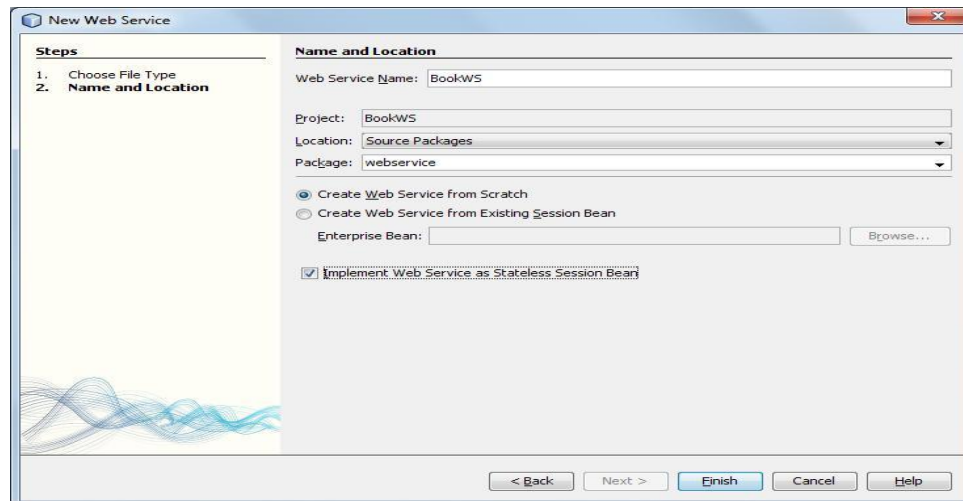 New Web Service
Steps
1. Choose File Type
2. Name and Location
Name and Location
Web Service Name: BookWS
Project: BookWS
Location: Source Packages
Package: webservice
Create Web Service from Scratch
Create Web Service from Existing Session Bean
Enterprise Bean: Browse...
Implement Web Service as Stateless Session Bean
< Back Next > Finish Cancel Help